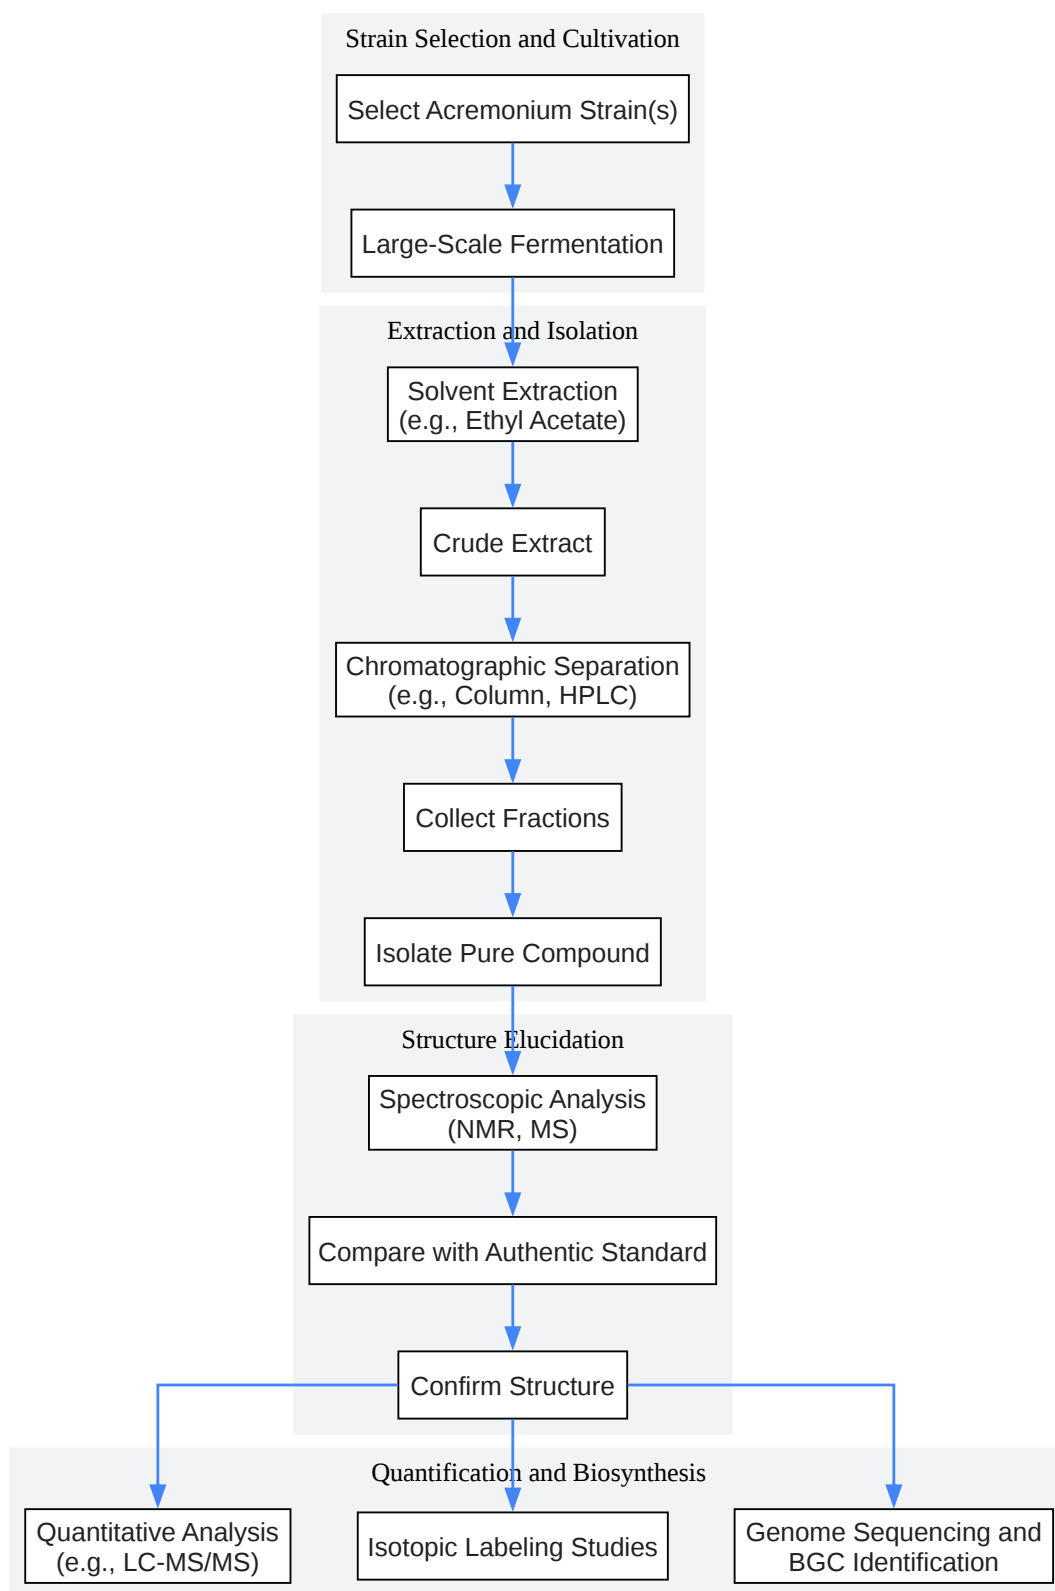 Strain Selection and Cultivation
Select Acremonium Strain(s)
Large-Scale Fermentation
Extraction and Isolation
Solvent Extraction
(e.g., Ethyl Acetate)
Crude Extract
Chromatographic Separation
(e.g., Column, HPLC)
Collect Fractions
Isolate Pure Compound
Structure Elucidation
Spectroscopic Analysis
(NMR, MS)
Compare with Authentic Standard
Confirm Structure
Quantification and Biosynthesis
Quantitative Analysis
(e.g., LC-MS/MS)
Isotopic Labeling Studies
Genome Sequencing and
BGC Identification